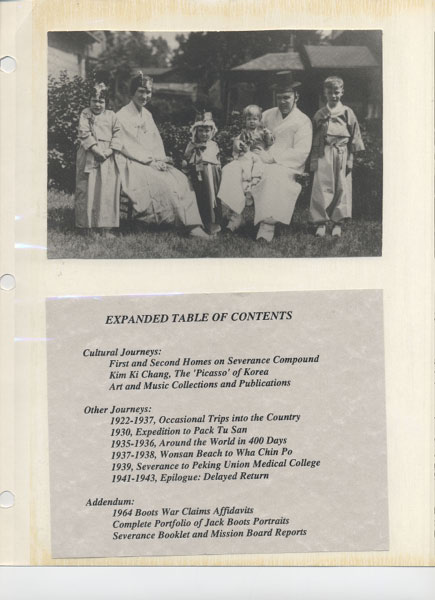 EXPANDED TABLE OF CONTENTS
Cultural Journeys:
First and Second Homes on Severance Compound
Kim Ki Chang, The 'Picasso' of Korea
Art and Music Collections and Publications
Other Journeys:
1922-1937, Occasional Trips into the Country
1930, Expedition to Pack Tu San
1935-1936, Around the World in 400 Days
1937-1938, Wonsan Beach to Wha Chin Po
1939, Severance to Peking Union Medical College
1941-1943, Epilogue: Delayed Return
Addendum:
1964 Boots War Claims Affidavits
Complete Portfolio of Jack Boots Portraits
Severance Booklet and Mission Board Reports